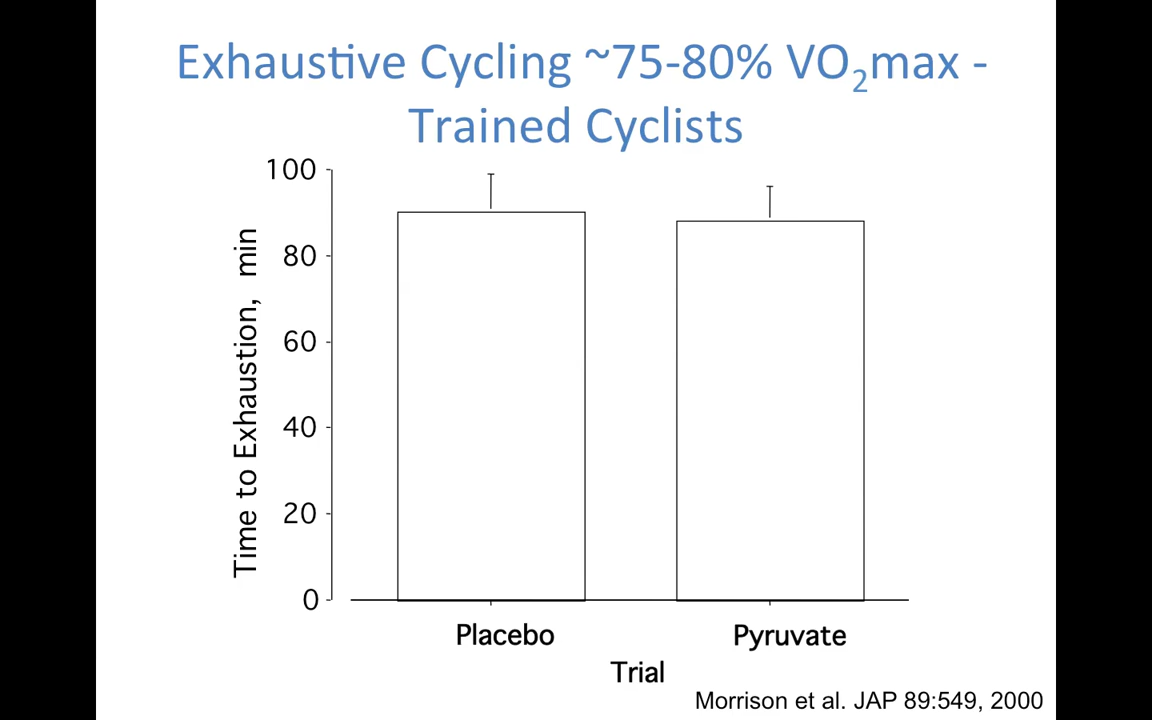 Exhaustive Cycling ~75-80% VO₂max -
Trained Cyclists
Time to Exhaustion, min
100
80
60
40
20
0
Placebo Pyruvate
Trial
Morrison et al. JAP 89:549, 2000